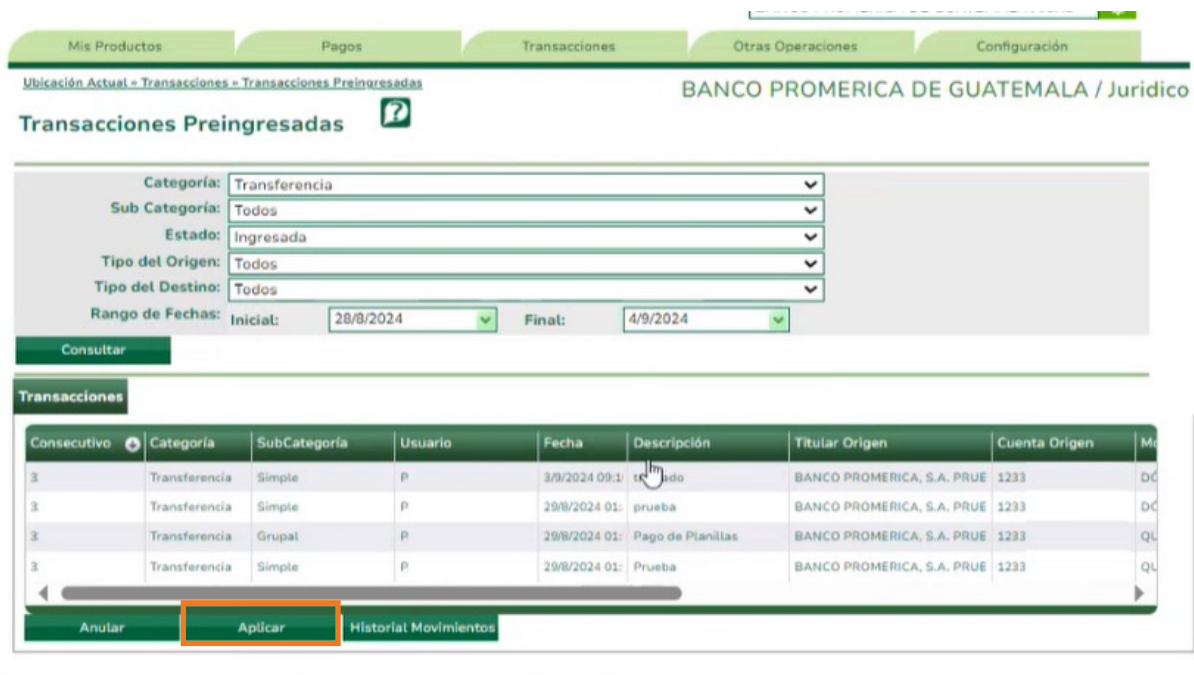 Mis Productos Pagos Transacciones Otras Operaciones Configuración
Ubicación Actual » Transacciones » Transacciones Preingresadas
BANCO PROMERICA DE GUATEMALA / Juridico
Transacciones Preingresadas ?
Categoría: Transferencia
Sub Categoría: Todos
Estado: Ingresada
Tipo del Origen: Todos
Tipo del Destino: Todos
Rango de Fechas: Inicial: 28/8/2024 Final: 4/9/2024
Consultar
Transacciones
Consecutivo Categoría SubCategoría Usuario Fecha Descripción Titular Origen Cuenta Origen Mo
3 Transferencia Simple P 3/9/2024 09:1 BANCO PROMERICA, S.A. PRUE 1233 DÓ
3 Transferencia Simple P 29/8/2024 01: prueba BANCO PROMERICA, S.A. PRUE 1233 DÓ
3 Transferencia Grupal P 29/8/2024 01: Pago de Planillas BANCO PROMERICA, S.A. PRUE 1233 QU
3 Transferencia Simple P 29/8/2024 01: Prueba BANCO PROMERICA, S.A. PRUE 1233 QU
Anular Aplicar Historial Movimientos